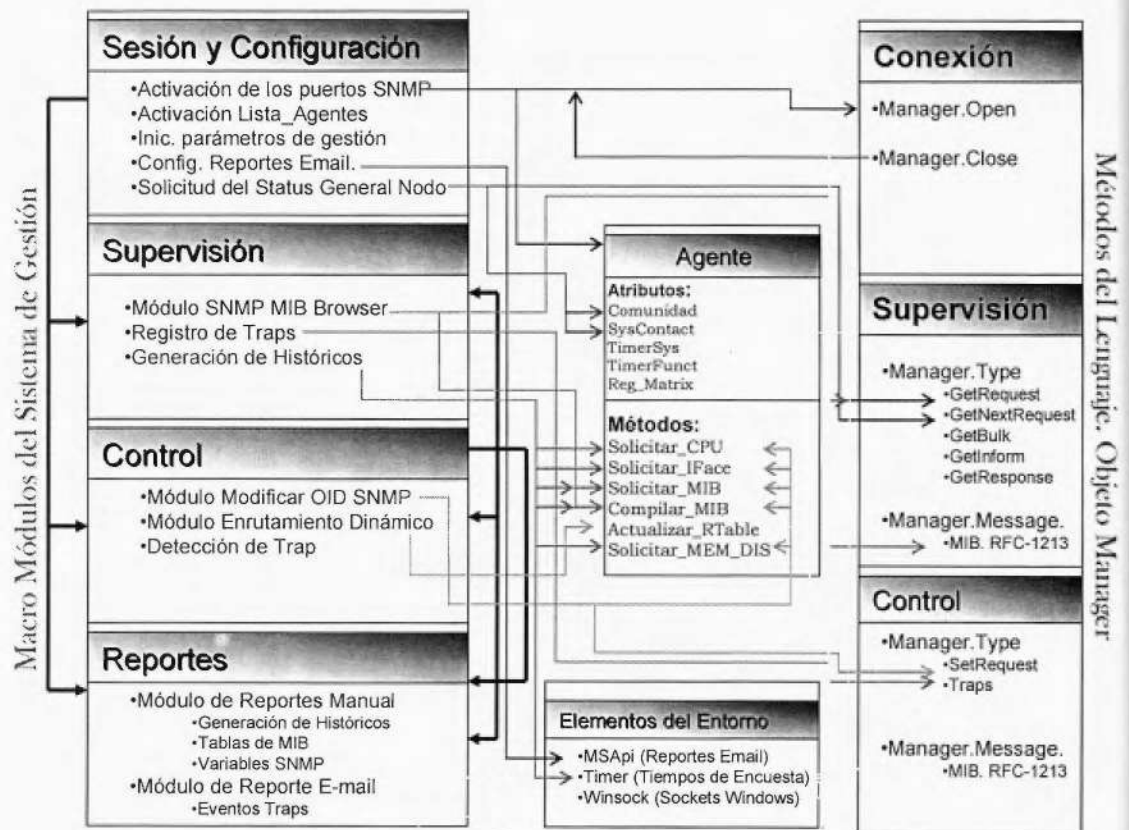 Macro Módulos del Sistema de Gestión
Sesión y Configuración
•Activación de los puertos SNMP
•Activación Lista_Agentes
•Inic. parámetros de gestión
•Config. Reportes Email.
•Solicitud del Status General Nodo
Supervisión
•Módulo SNMP MIB Browser
•Registro de Traps
•Generación de Históricos
Control
•Módulo Modificar OID SNMP
•Módulo Enrutamiento Dinámico
•Detección de Trap
Reportes
•Módulo de Reportes Manual
•Generación de Históricos
•Tablas de MIB
•Variables SNMP
•Módulo de Reporte E-mail
•Eventos Traps
Agente
Atributos:
Comunidad
SysContact
TimerSys
TimerFunct
Reg_Matrix
Métodos:
Solicitar_CPU
Solicitar_IFace
Solicitar_MIB
Compilar_MIB
Actualizar_RTable
Solicitar_MEM_DIS
Elementos del Entorno
•MSApi (Reportes Email)
•Timer (Tiempos de Encuesta)
•Winsock (Sockets Windows)
Conexión
•Manager.Open
•Manager.Close
Supervisión
•Manager.Type
•GetRequest
•GetNextRequest
•GetBulk
•GetInform
•GetResponse
•Manager.Message.
•MIB. RFC-1213
Control
•Manager.Type
•SetRequest
•Traps
•Manager.Message.
•MIB. RFC-1213
Métodos del Lenguaje. Objeto Manager